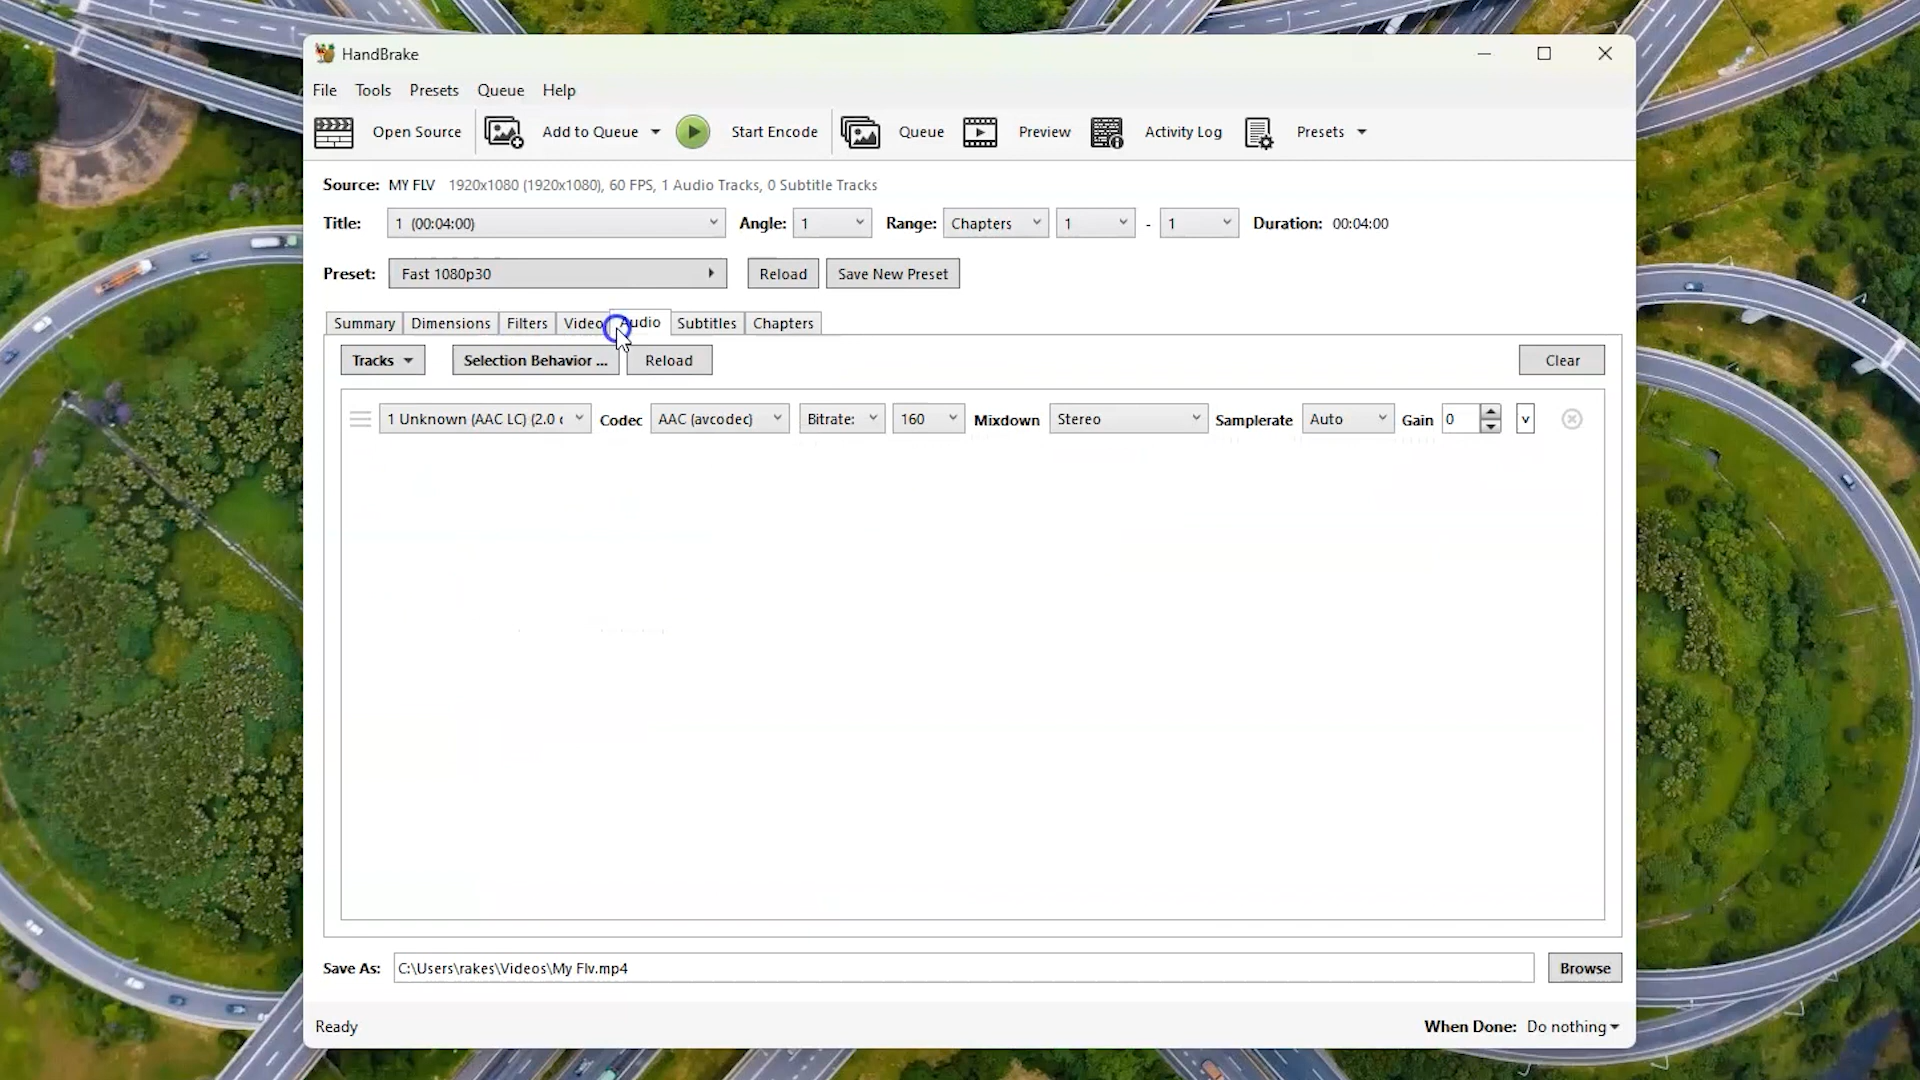 HandBrake
File Tools Presets Queue Help
Open Source Add to Queue Start Encode Queue Preview Activity Log Presets
Source: MY FLV 1920x1080 (1920x1080), 60 FPS, 1 Audio Tracks, 0 Subtitle Tracks
Title: 1 (00:04:00) Angle: 1 Range: Chapters 1 - 1 Duration: 00:04:00
Preset: Fast 1080p30 Reload Save New Preset
Summary Dimensions Filters Video Audio Subtitles Chapters
Tracks Selection Behavior ... Reload Clear
1 Unknown (AAC LC) (2.0 c Codec AAC (avcodec) Bitrate: 160 Mixdown Stereo Samplerate Auto Gain 0 v
Save As: C:\Users\rakes\Videos\My Flv.mp4 Browse
Ready When Done: Do nothing